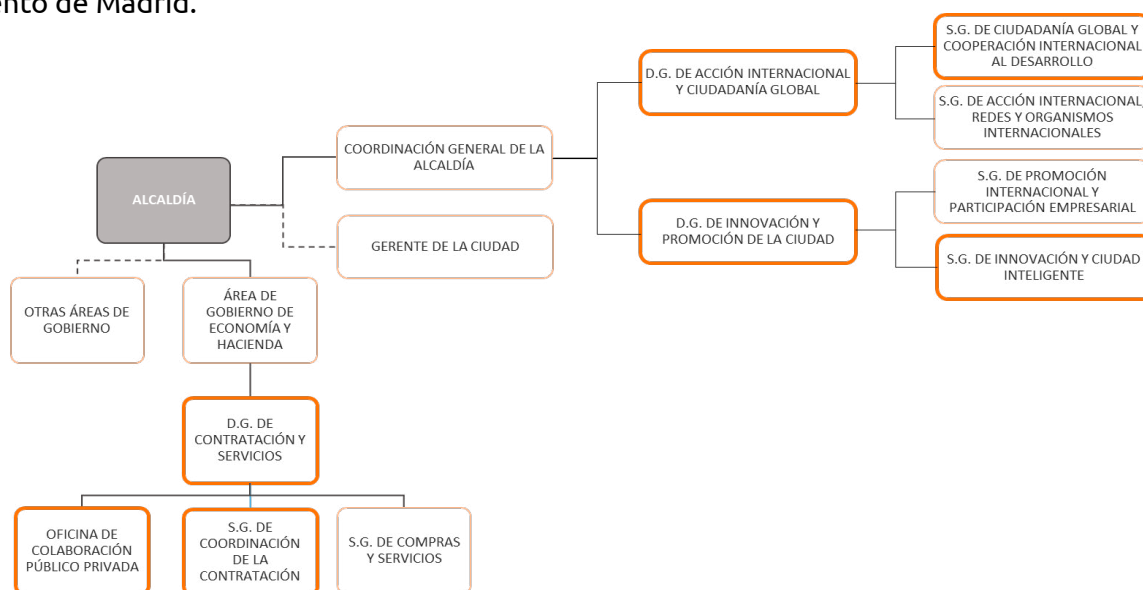 ento de Madrid.
S.G. DE CIUDADANÍA GLOBAL Y
COOPERACIÓN INTERNACIONAL
AL DESARROLLO
D.G. DE ACCIÓN INTERNACIONAL
Y CIUDADANÍA GLOBAL
S.G. DE ACCIÓN INTERNACIONAL,
REDES Y ORGANISMOS
INTERNACIONALES
COORDINACIÓN GENERAL DE LA
ALCALDÍA
ALCALDÍA
S.G. DE PROMOCIÓN
INTERNACIONAL Y
PARTICIPACIÓN EMPRESARIAL
D.G. DE INNOVACIÓN Y
PROMOCIÓN DE LA CIUDAD
GERENTE DE LA CIUDAD
S.G. DE INNOVACIÓN Y CIUDAD
INTELIGENTE
OTRAS ÁREAS DE
GOBIERNO
ÁREA DE
GOBIERNO DE
ECONOMÍA Y
HACIENDA
D.G. DE
CONTRATACIÓN Y
SERVICIOS
OFICINA DE
COLABORACIÓN
PÚBLICO PRIVADA
S.G. DE
COORDINACIÓN
DE LA
CONTRATACIÓN
S.G. DE COMPRAS
Y SERVICIOS